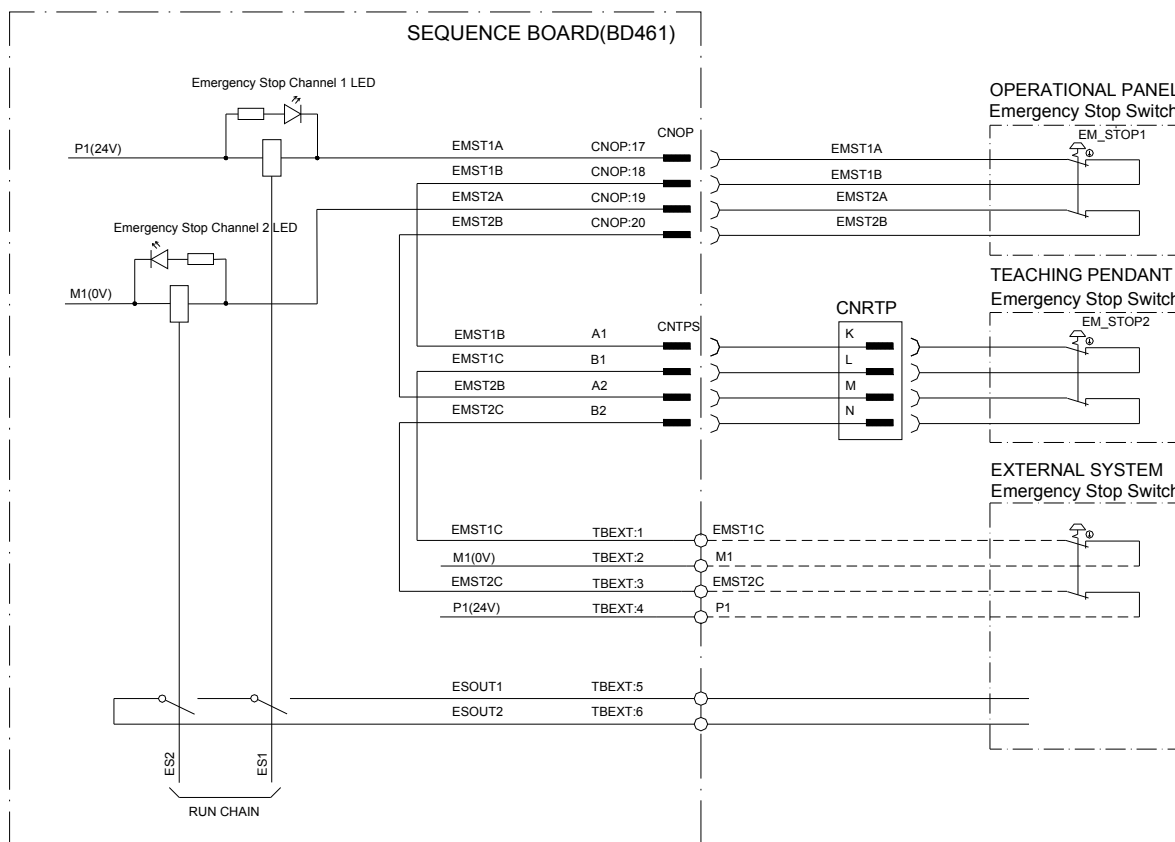 SEQUENCE BOARD(BD461)
Emergency Stop Channel 1 LED
OPERATIONAL PANEL
Emergency Stop Switch
EM_STOP1
CNOP
P1(24V)
EMST1A
CNOP:17
EMST1A
EMST1B
CNOP:18
EMST1B
EMST2A
CNOP:19
EMST2A
EMST2B
CNOP:20
EMST2B
Emergency Stop Channel 2 LED
M1(0V)
TEACHING PENDANT
Emergency Stop Switch
EM_STOP2
CNRTP
CNTPS
EMST1B
A1
K
EMST1C
B1
L
EMST2B
A2
M
EMST2C
B2
N
EXTERNAL SYSTEM
Emergency Stop Switch
EMST1C
TBEXT:1
EMST1C
M1(0V)
TBEXT:2
M1
EMST2C
TBEXT:3
EMST2C
P1(24V)
TBEXT:4
P1
ESOUT1
TBEXT:5
ESOUT2
TBEXT:6
ES2
ES1
RUN CHAIN